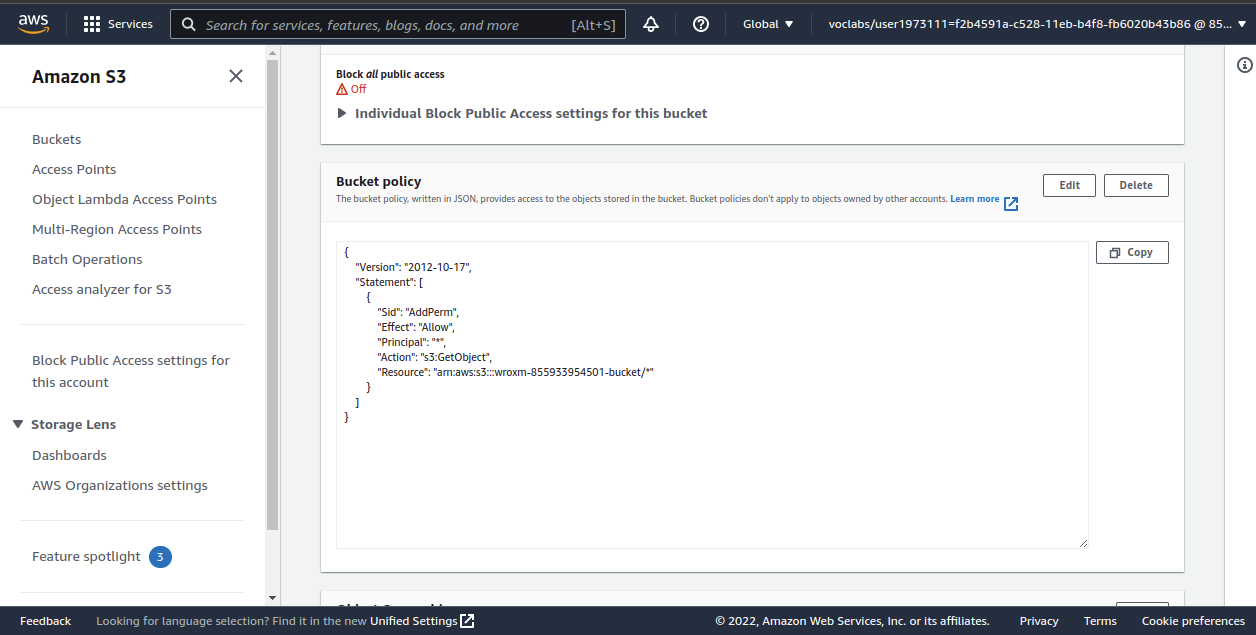 aws
Services
Search for services, features, blogs, docs, and more
[Alt+S]
Global
voclabs/user1973111=f2b4591a-c528-11eb-b4f8-fb6020b43b86 @ 85...
Amazon S3
Buckets
Access Points
Object Lambda Access Points
Multi-Region Access Points
Batch Operations
Access analyzer for S3
Block Public Access settings for
this account
Storage Lens
Dashboards
AWS Organizations settings
Feature spotlight 3
Block all public access
Off
Individual Block Public Access settings for this bucket
Bucket policy
Edit
Delete
The bucket policy, written in JSON, provides access to the objects stored in the bucket. Bucket policies don't apply to objects owned by other accounts. Learn more
Copy
{
"Version": "2012-10-17",
"Statement": [
{
"Sid": "AddPerm",
"Effect": "Allow",
"Principal": "*",
"Action": "s3:GetObject",
"Resource": "arn:aws:s3:::wroxm-855933954501-bucket/*"
}
]
}
Feedback
Looking for language selection? Find it in the new Unified Settings
© 2022, Amazon Web Services, Inc. or its affiliates.
Privacy
Terms
Cookie preferences